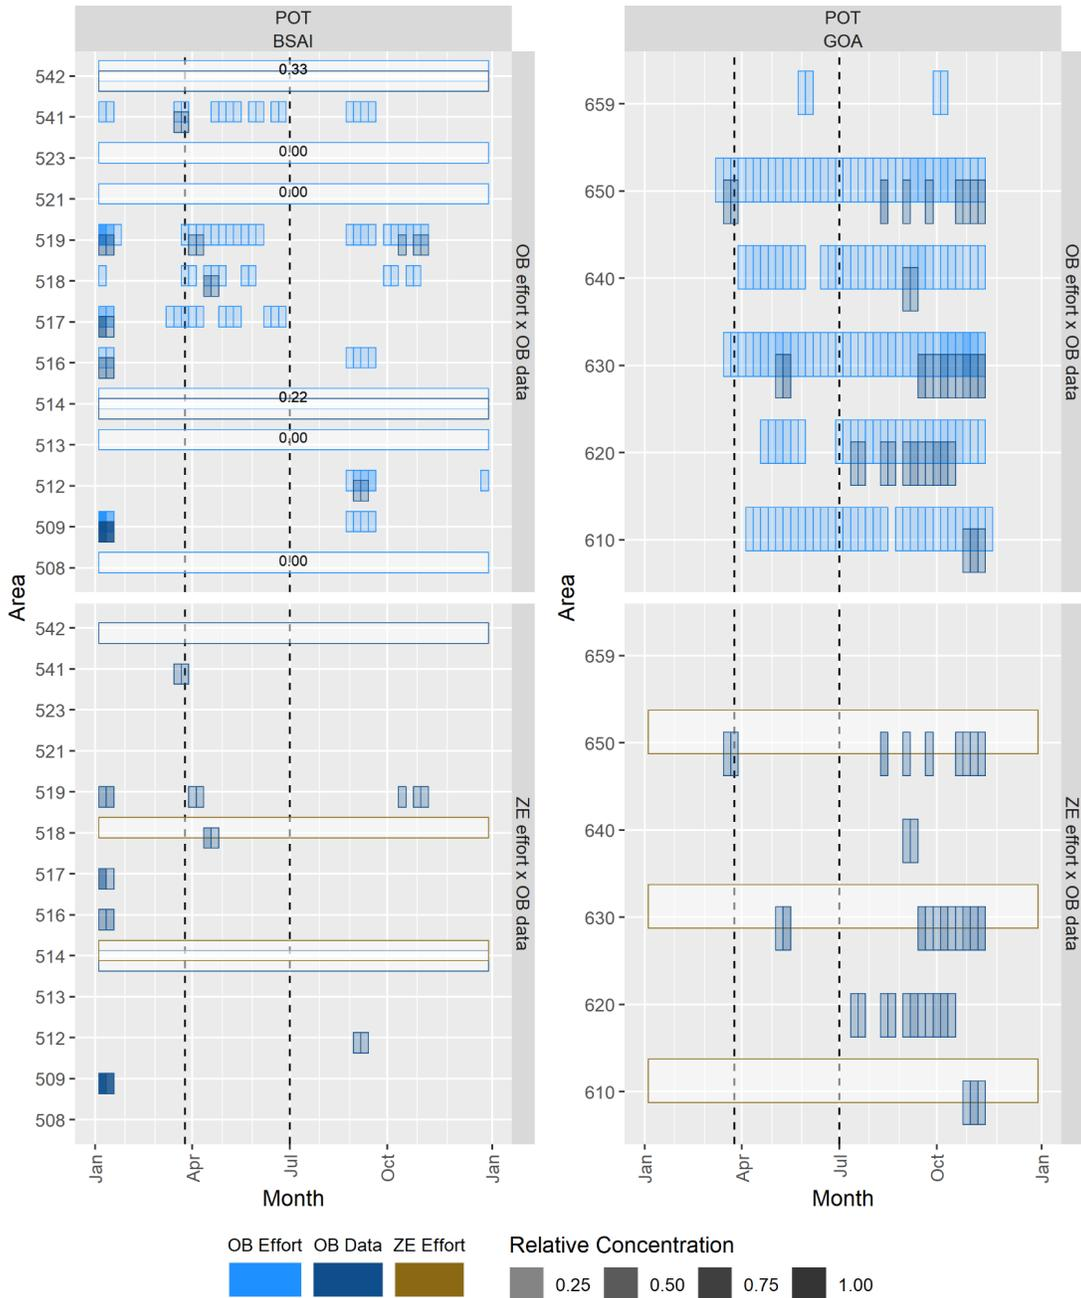 POT
BSAI
POT
GOA
Area
542
541
523
521
519
518
517
516
514
513
512
509
508
0.33
0.00
0.00
0.22
0.00
0.00
OB effort x OB data
Area
659
650
640
630
620
610
OB effort x OB data
542
541
523
521
519
518
517
516
514
513
512
509
508
ZE effort x OB data
659
650
640
630
620
610
ZE effort x OB data
Jan
Apr
Jul
Oct
Jan
Month
Jan
Apr
Jul
Oct
Jan
Month
OB Effort OB Data ZE Effort
Relative Concentration
0.25 0.50 0.75 1.00